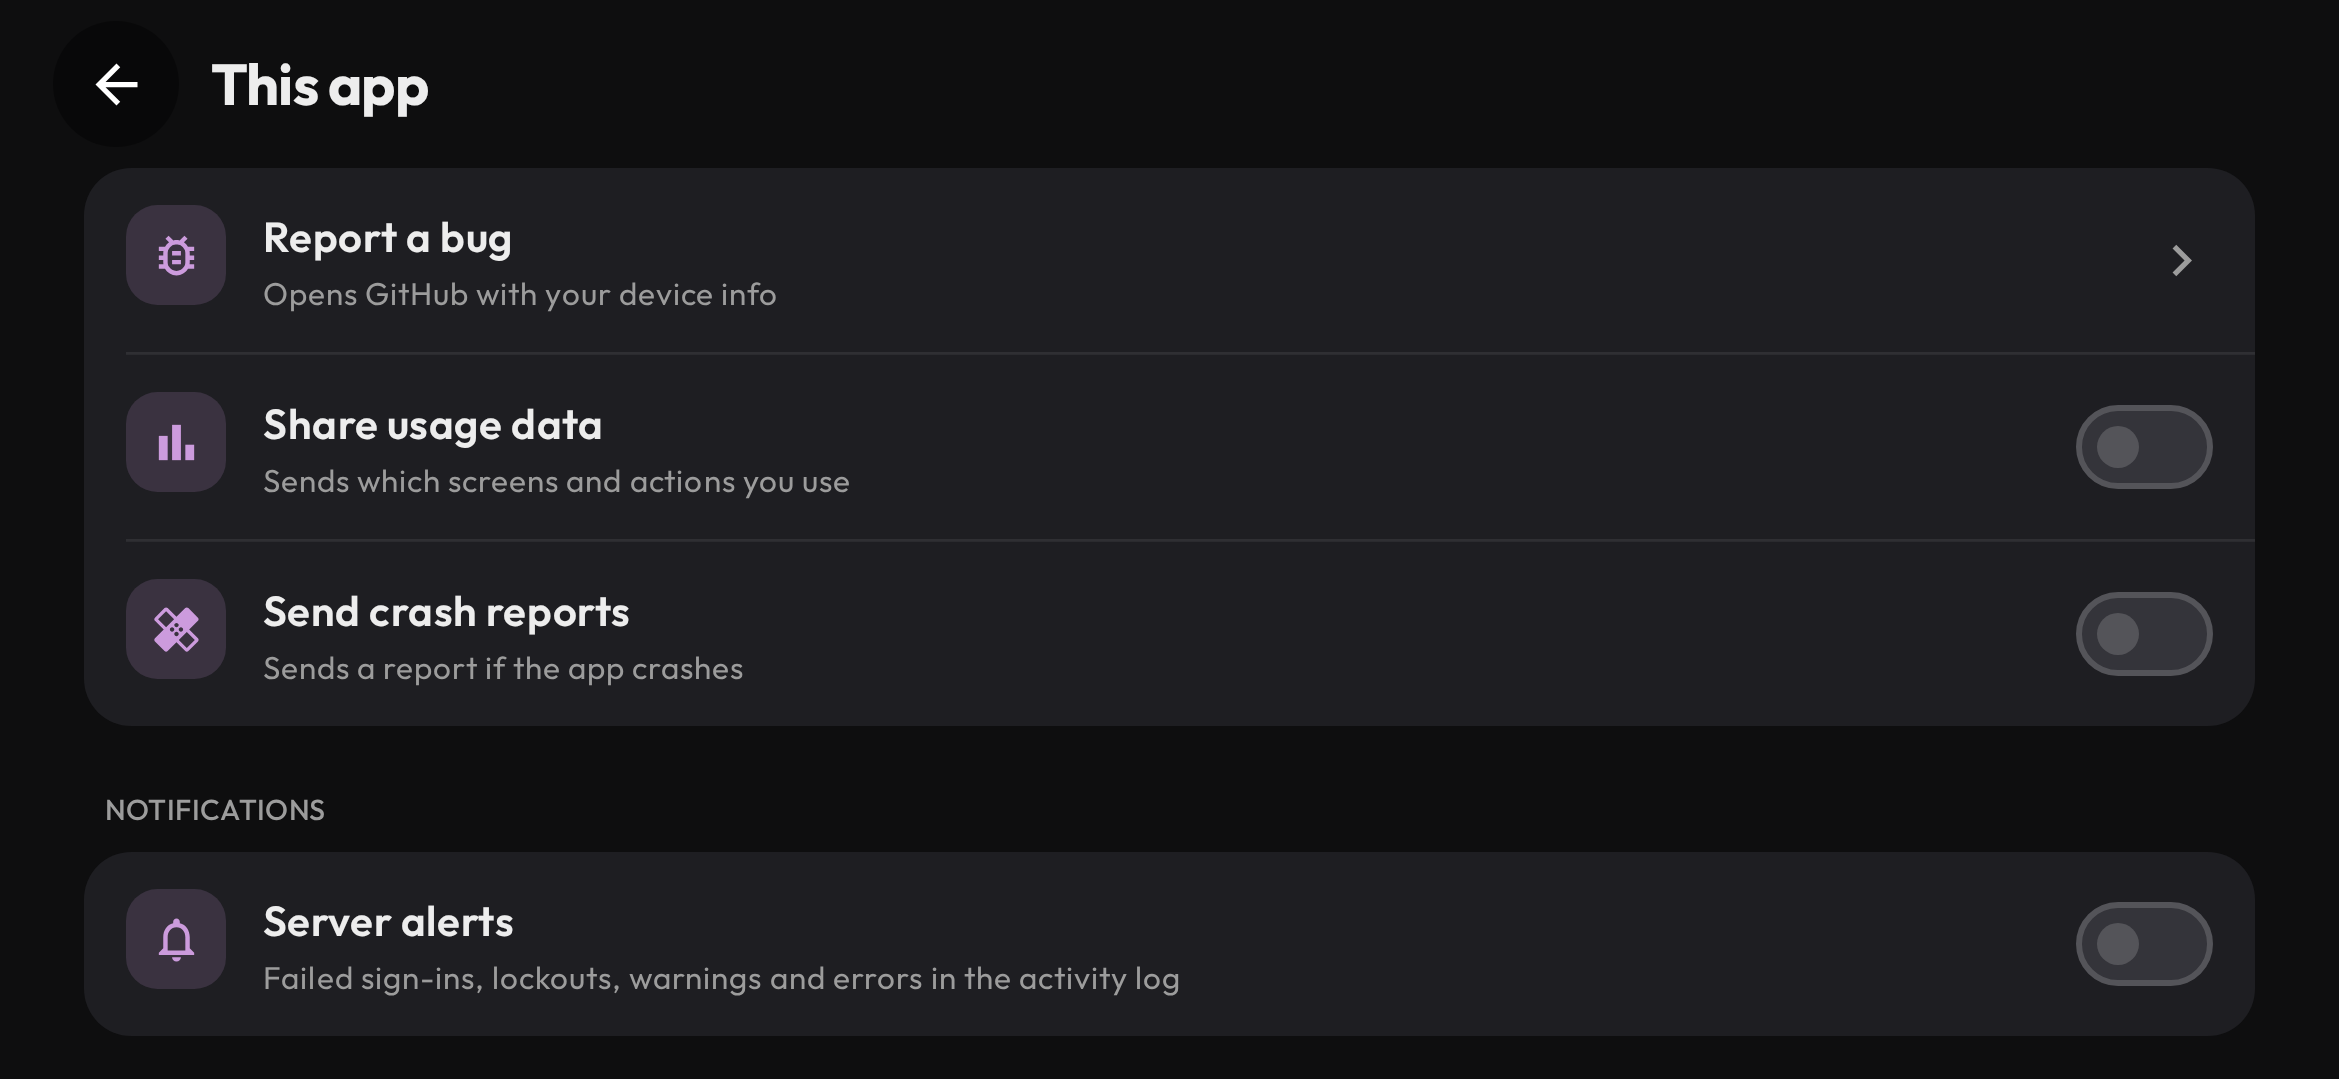 This app
Report a bug
Opens GitHub with your device info
Share usage data
Sends which screens and actions you use
Send crash reports
Sends a report if the app crashes
NOTIFICATIONS
Server alerts
Failed sign-ins, lockouts, warnings and errors in the activity log